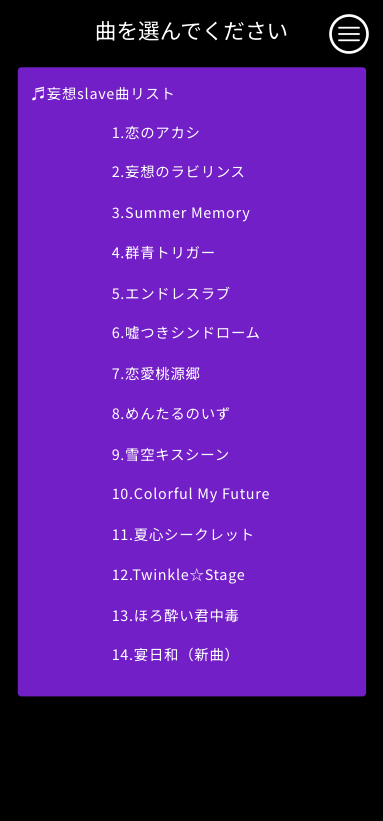 曲を選んでください
♬妄想slave曲リスト
1.恋のアカシ
2.妄想のラビリンス
3.Summer Memory
4.群青トリガー
5.エンドレスラブ
6.嘘つきシンドローム
7.恋愛桃源郷
8.めんたるのいず
9.雪空キスシーン
10.Colorful My Future
11.夏心シークレット
12.Twinkle☆Stage
13.ほろ酔い君中毒
14.宴日和（新曲）